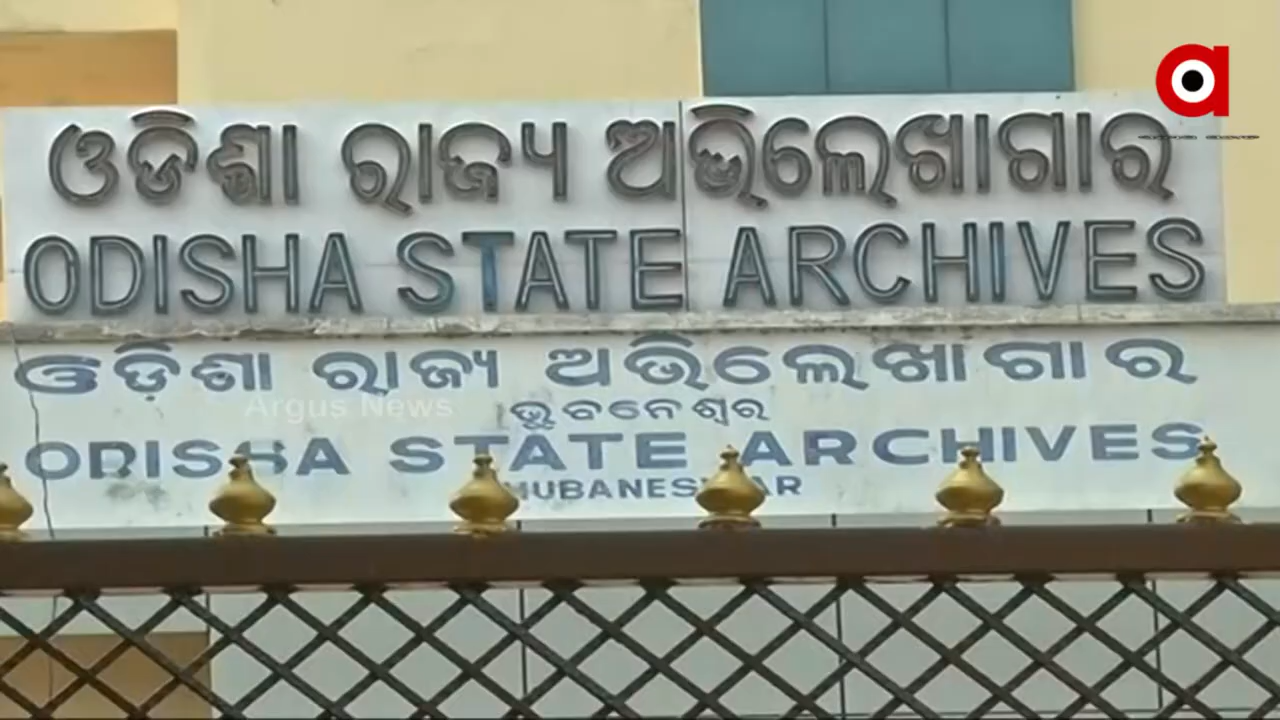 ଓଡିଶା ରାଜ୍ୟ ଅଭିଲେଖାଗାର
ODISHA STATE ARCHIVES
ଓଡ଼ିଶା ରାଜ୍ୟ ଅଭିଲେଖାଗାର
Argus News
ଭୁବନେଶ୍ୱର
ODISHA STATE ARCHIVES
BHUBANESWAR